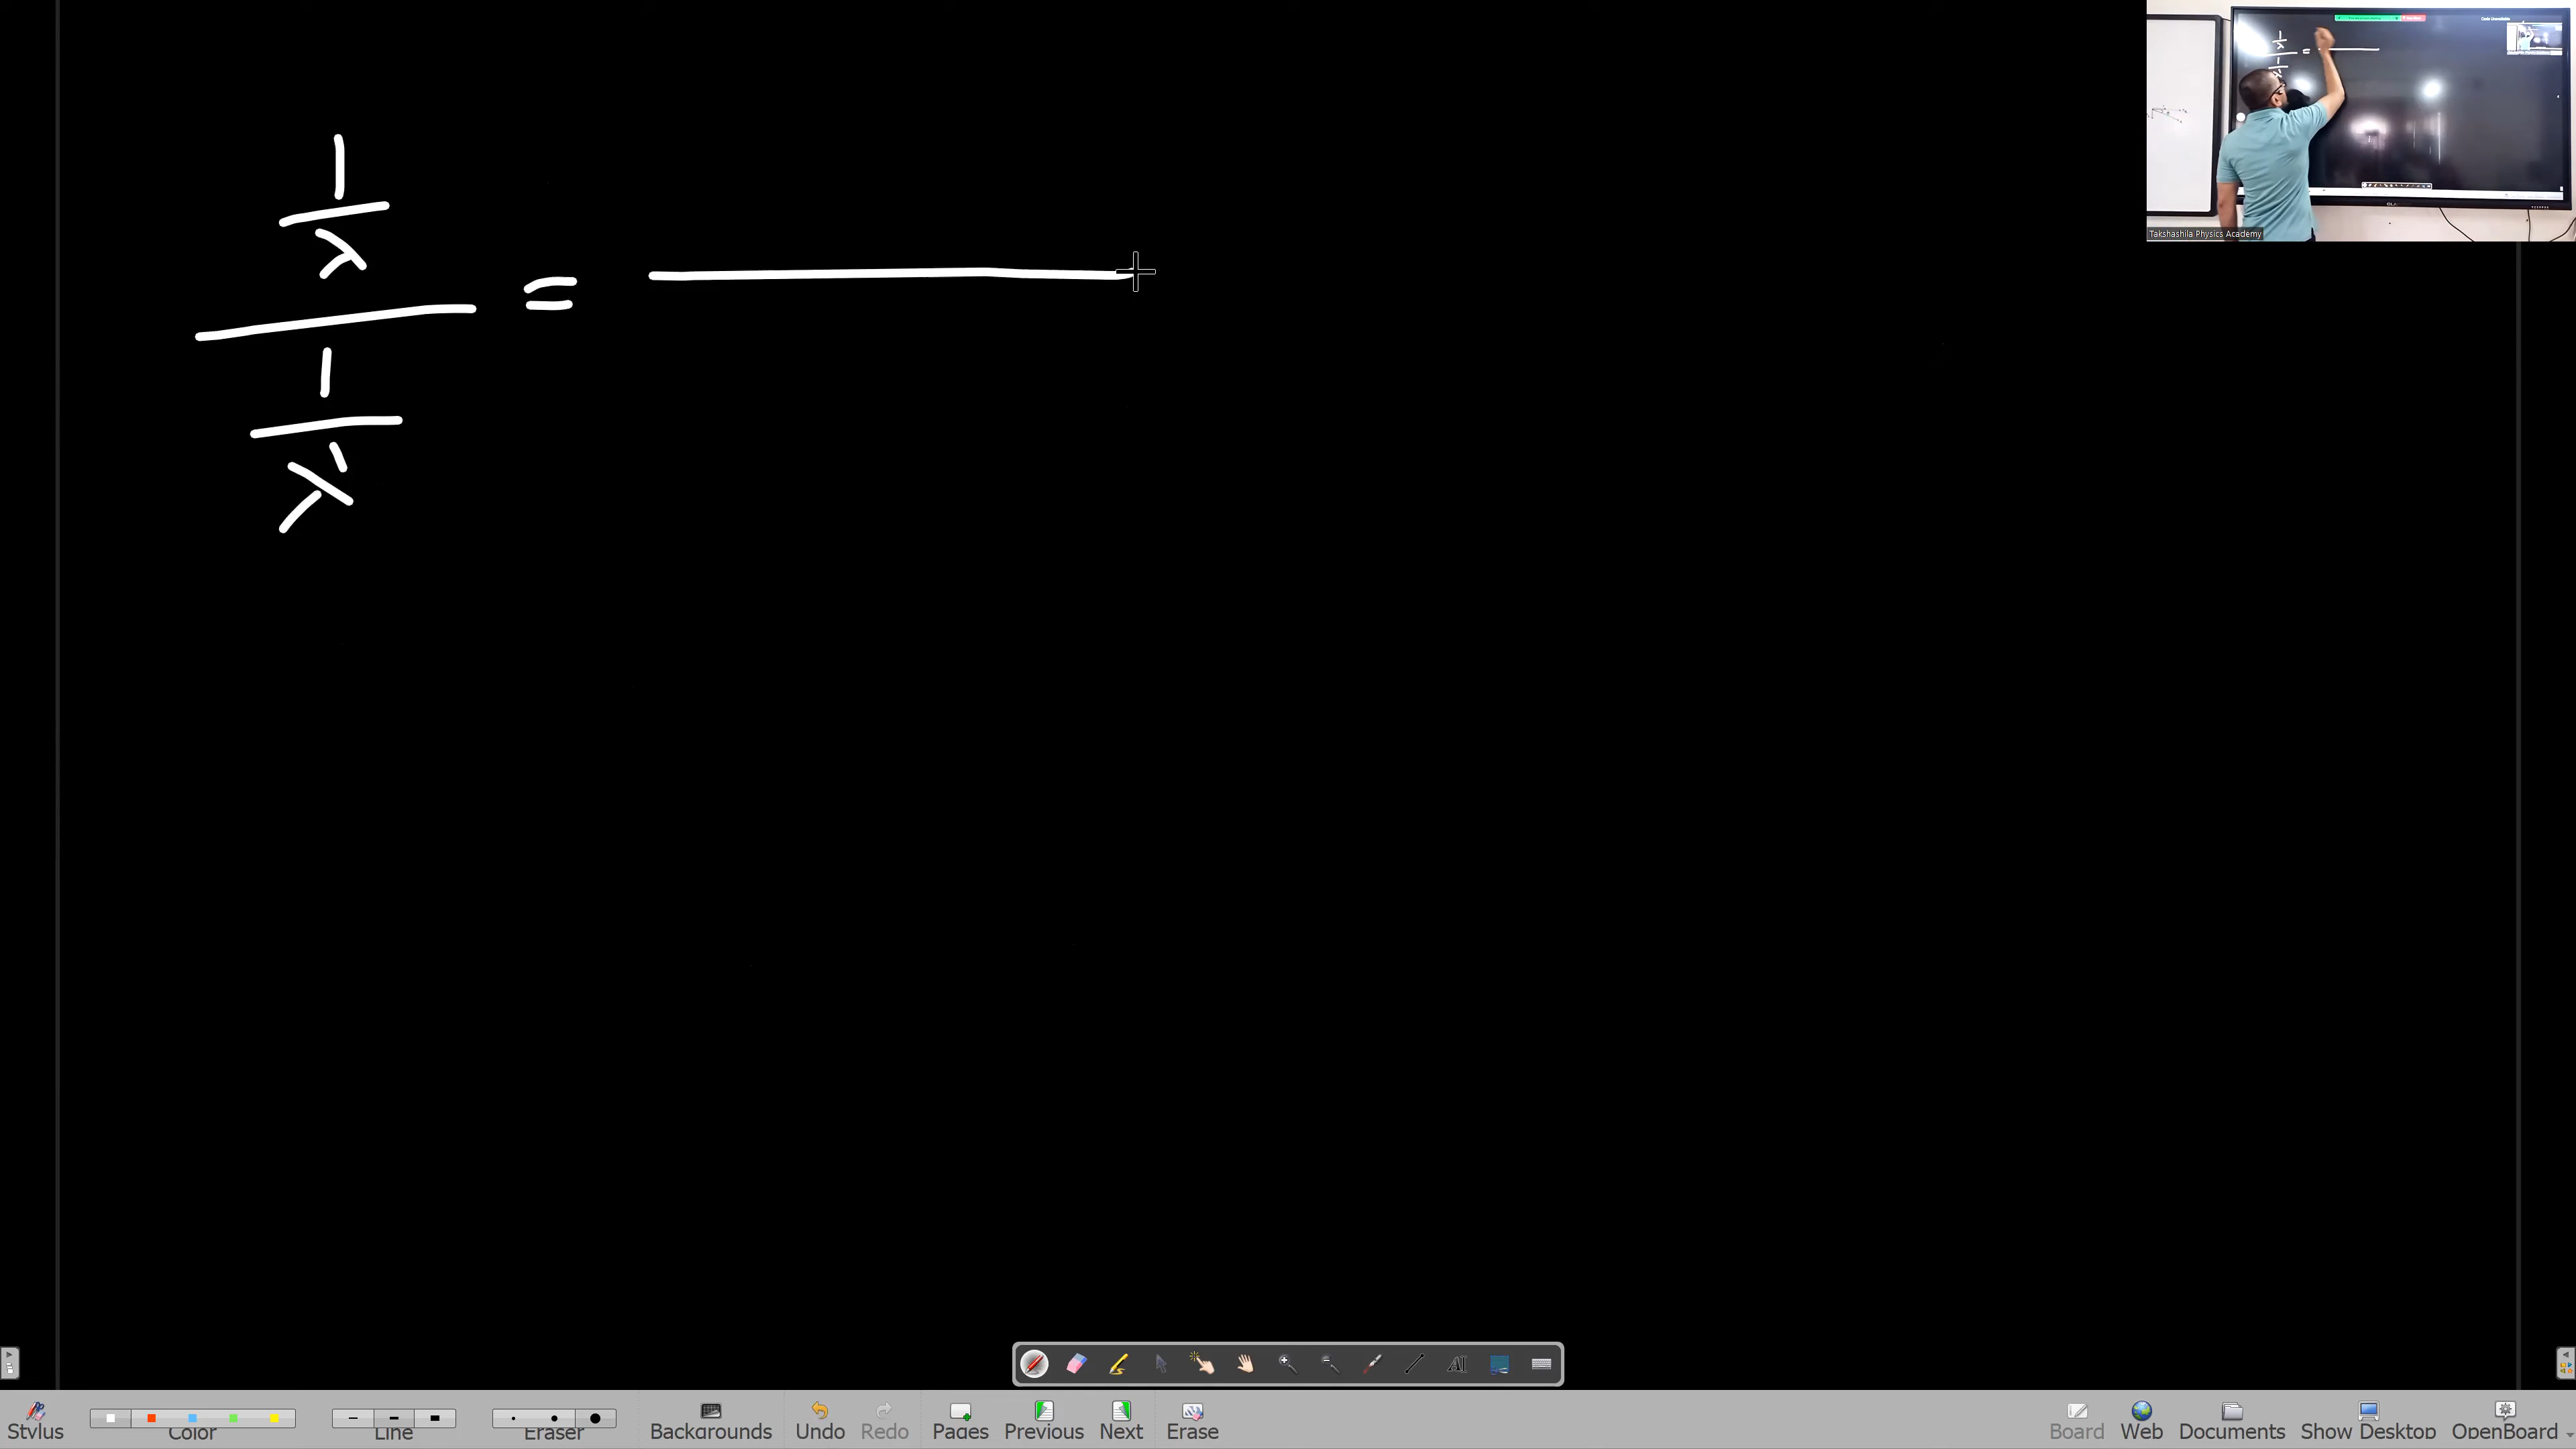 1/λ / 1/λ' =
Takshashila Physics Academy
Stylus Color Line Eraser Backgrounds Undo Redo Pages Previous Next Erase Board Web Documents Show Desktop OpenBoard